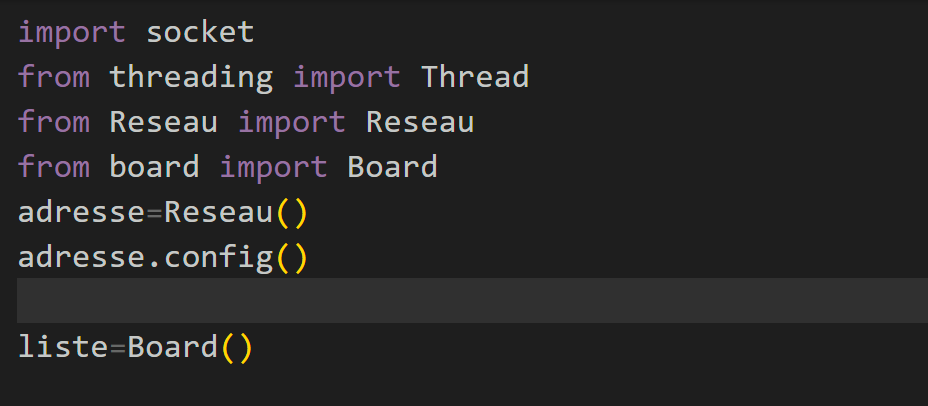 import socket
from threading import Thread
from Reseau import Reseau
from board import Board
adresse=Reseau()
adresse.config()
liste=Board()